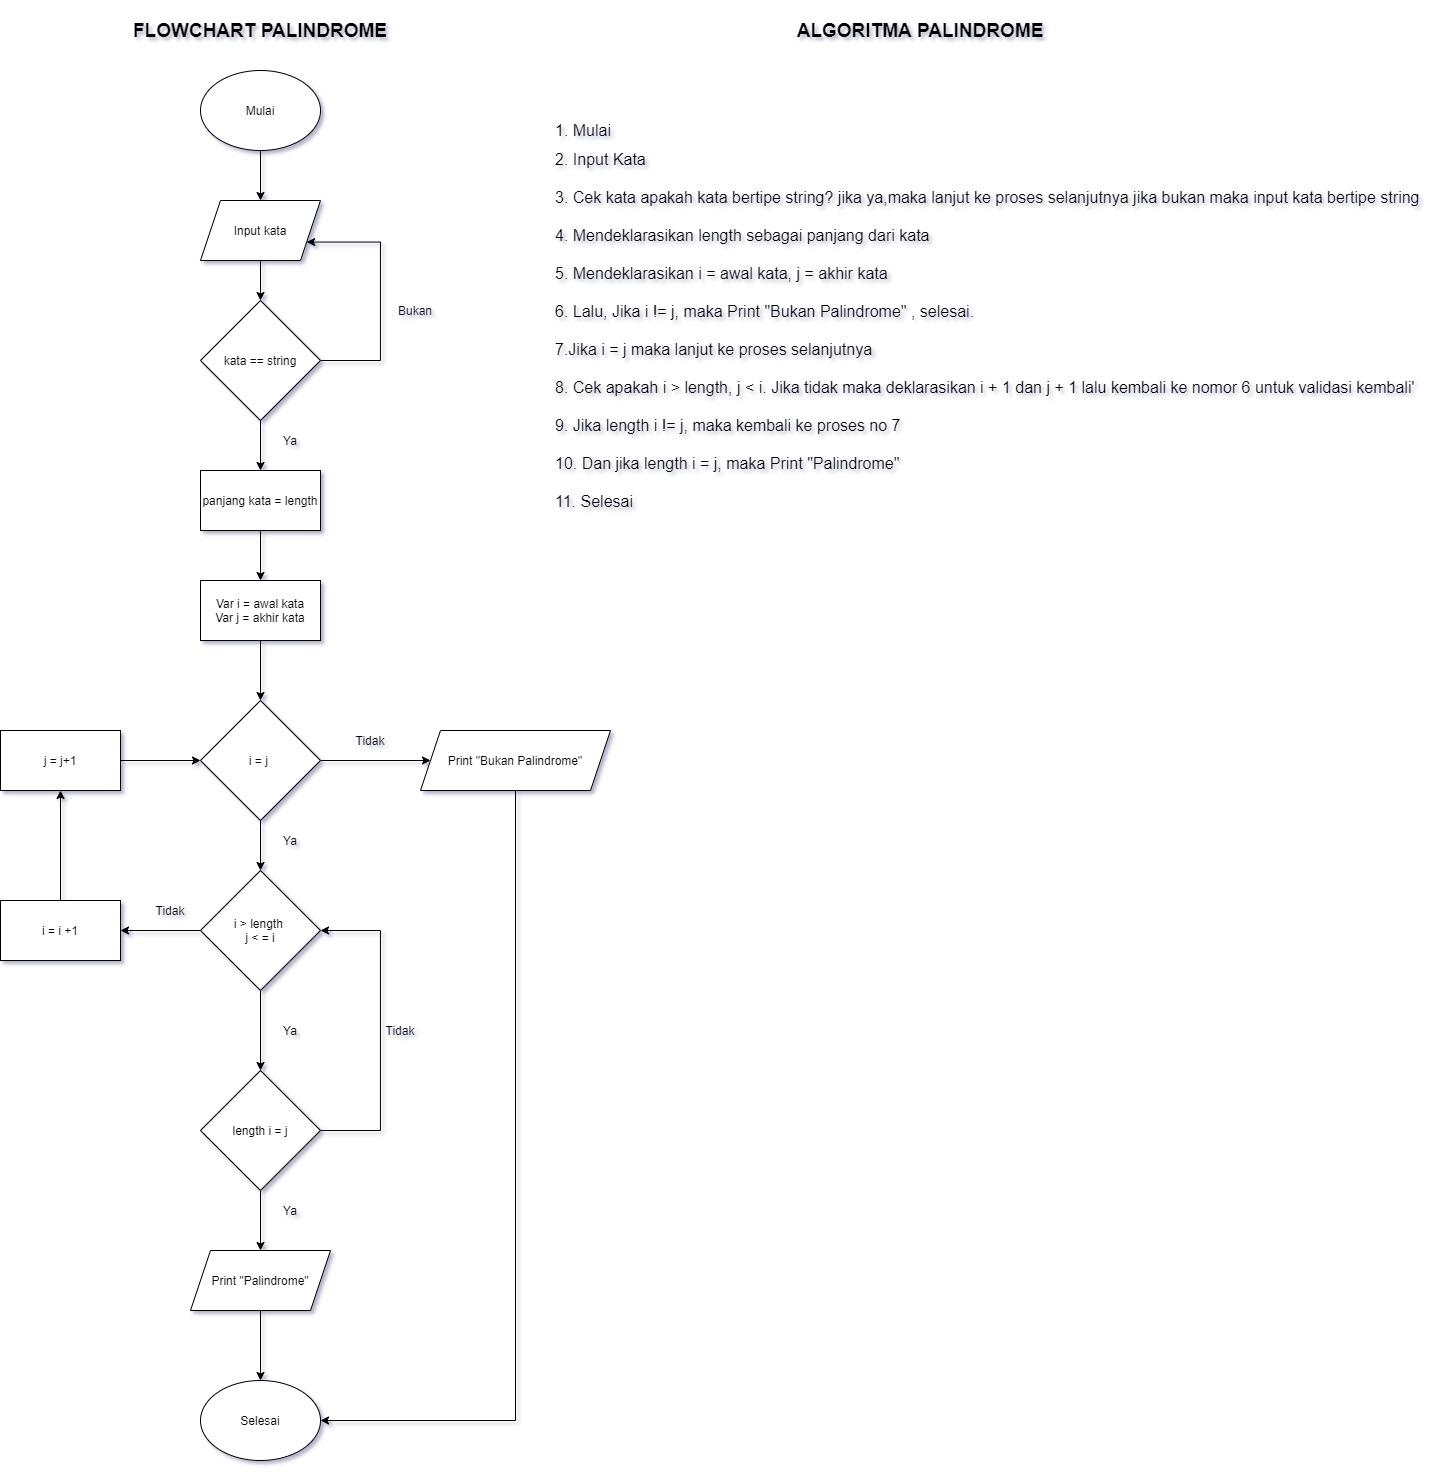 FLOWCHART PALINDROME
Mulai
Input kata
Bukan
kata == string
Ya
panjang kata = length
Var i = awal kata
Var j = akhir kata
j = j+1
i = j
Tidak
Print "Bukan Palindrome"
Ya
i = i +1
Tidak
i > length
j < = i
Ya
Tidak
length i = j
Ya
Print "Palindrome"
Selesai
ALGORITMA PALINDROME
1. Mulai
2. Input Kata
3. Cek kata apakah kata bertipe string? jika ya,maka lanjut ke proses selanjutnya jika bukan maka input kata bertipe string
4. Mendeklarasikan length sebagai panjang dari kata
5. Mendeklarasikan i = awal kata, j = akhir kata
6. Lalu, Jika i != j, maka Print "Bukan Palindrome" , selesai.
7.Jika i = j maka lanjut ke proses selanjutnya
8. Cek apakah i > length, j < i. Jika tidak maka deklarasikan i + 1 dan j + 1 lalu kembali ke nomor 6 untuk validasi kembali'
9. Jika length i != j, maka kembali ke proses no 7
10. Dan jika length i = j, maka Print "Palindrome"
11. Selesai